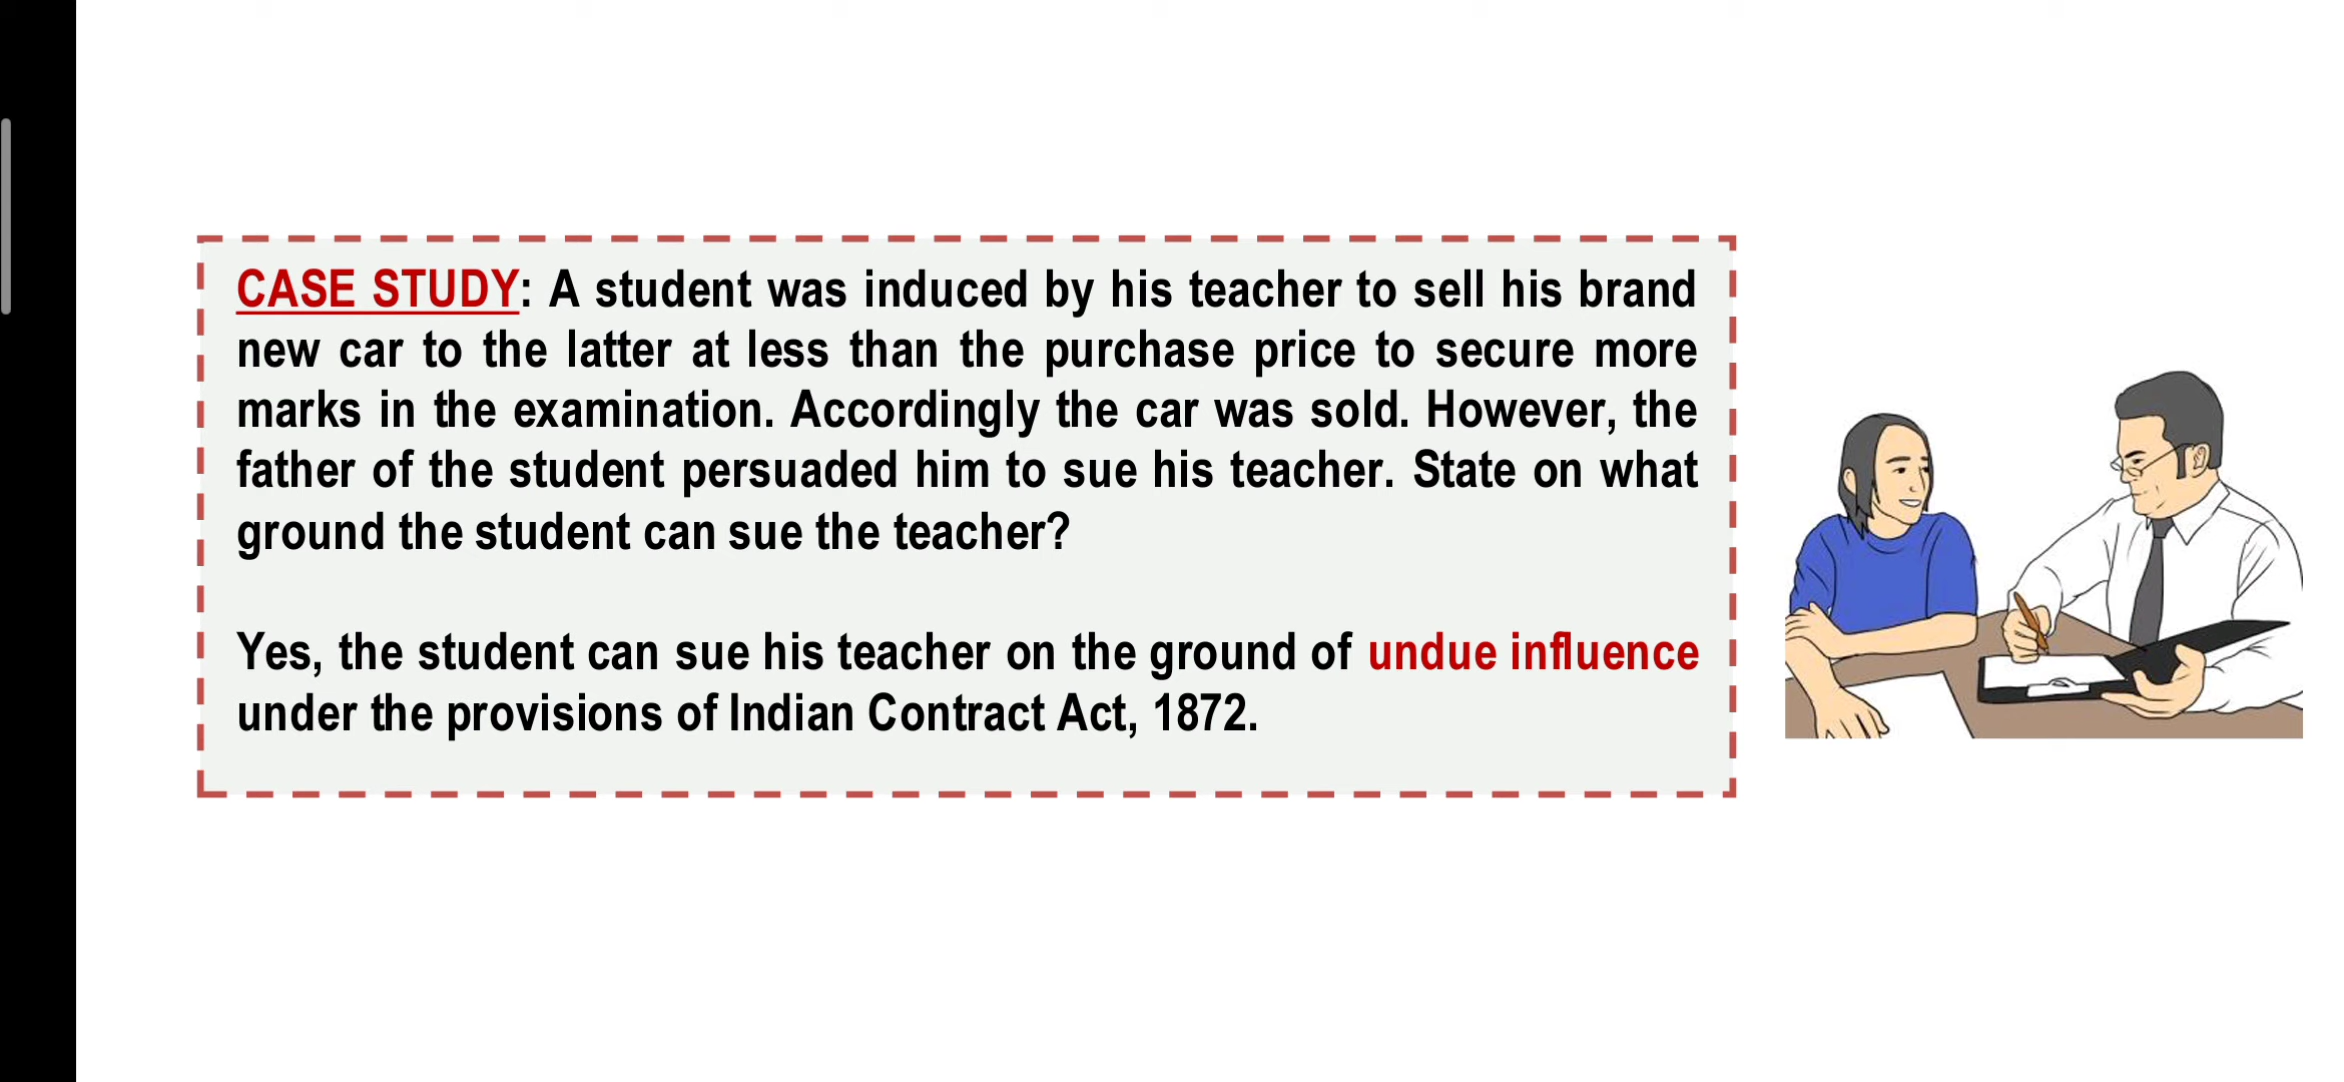 CASE STUDY: A student was induced by his teacher to sell his brand
new car to the latter at less than the purchase price to secure more
marks in the examination. Accordingly the car was sold. However, the
father of the student persuaded him to sue his teacher. State on what
ground the student can sue the teacher?
Yes, the student can sue his teacher on the ground of undue influence
under the provisions of Indian Contract Act, 1872.